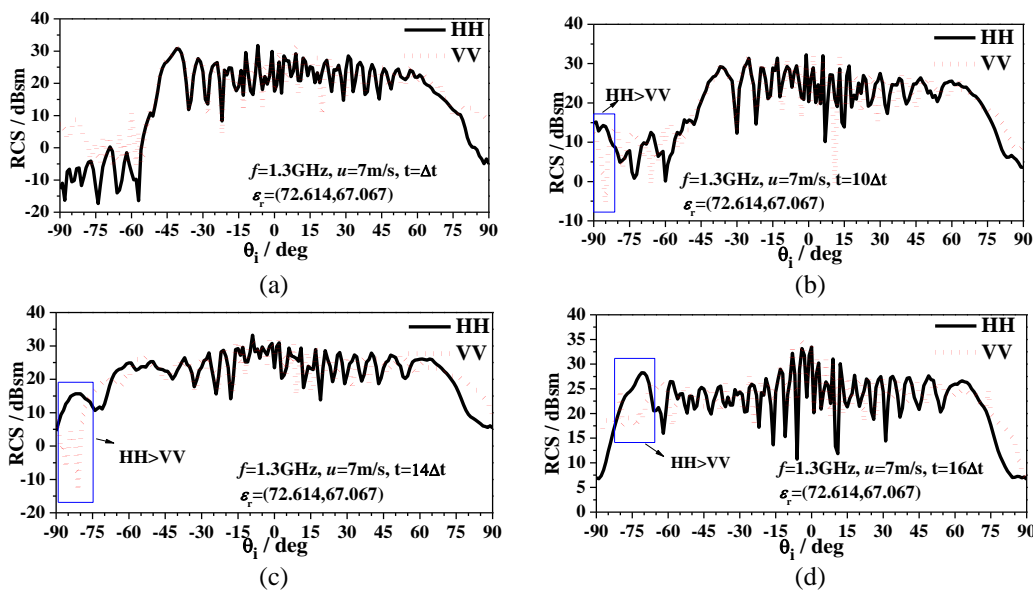 40
30
20
10
0
-10
-20
RCS / dBsm
HH
VV
f=1.3GHz, u=7m/s, t=Δt
εr=(72.614,67.067)
-90 -75 -60 -45 -30 -15 0 15 30 45 60 75 90
θi / deg
(a)
40
30
20
10
0
-10
RCS / dBsm
HH
VV
HH>VV
f=1.3GHz, u=7m/s, t=10Δt
εr=(72.614,67.067)
-90 -75 -60 -45 -30 -15 0 15 30 45 60 75 90
θi / deg
(b)
40
30
20
10
0
-10
-20
RCS / dBsm
HH
VV
HH>VV
f=1.3GHz, u=7m/s, t=14Δt
εr=(72.614,67.067)
-90 -75 -60 -45 -30 -15 0 15 30 45 60 75 90
θi / deg
(c)
40
35
30
25
20
15
10
5
0
RCS / dBsm
HH
VV
HH>VV
f=1.3GHz, u=7m/s, t=16Δt
εr=(72.614,67.067)
-90 -75 -60 -45 -30 -15 0 15 30 45 60 75 90
θi / deg
(d)